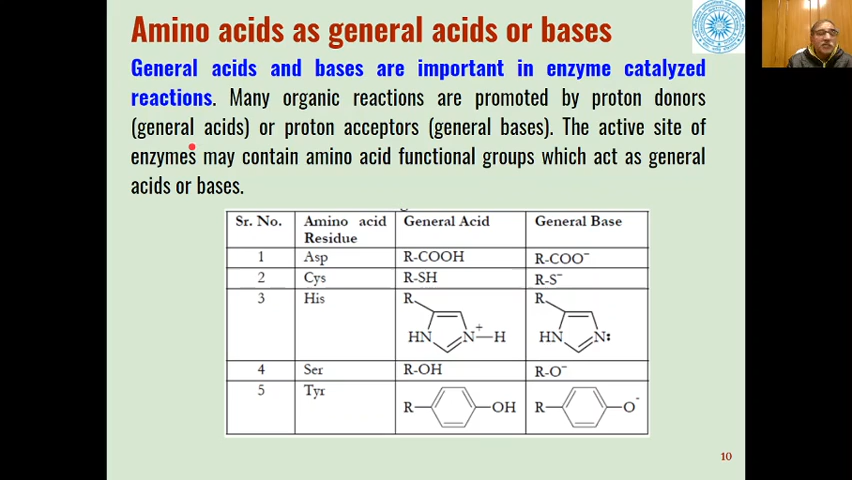 Amino acids as general acids or bases
General acids and bases are important in enzyme catalyzed
reactions. Many organic reactions are promoted by proton donors
(general acids) or proton acceptors (general bases). The active site of
enzymes may contain amino acid functional groups which act as general
acids or bases.
Sr. No. Amino acid Residue General Acid General Base
1 Asp R-COOH R-COO⁻
2 Cys R-SH R-S⁻
3 His R HN N + H R HN N:
4 Ser R-OH R-O⁻
5 Tyr R OH R O⁻
10